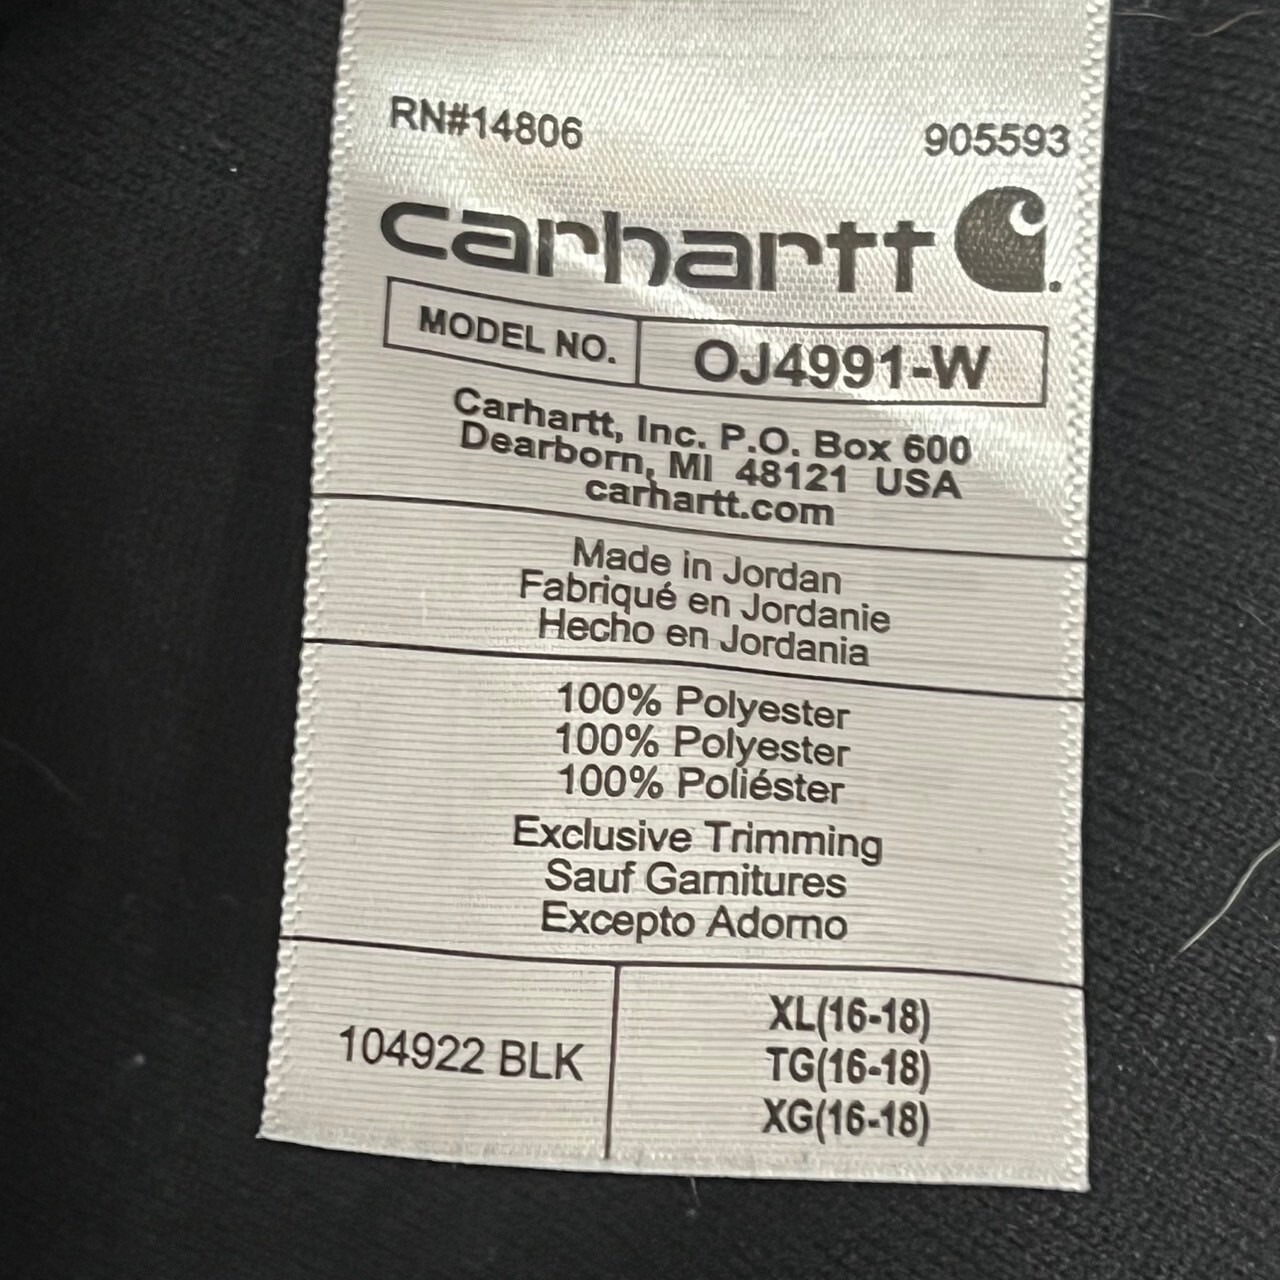 RN#14806 905593
carhartt
MODEL NO. OJ4991-W
Carhartt, Inc. P.O. Box 600
Dearborn, MI 48121 USA
carhartt.com
Made in Jordan
Fabriqué en Jordanie
Hecho en Jordania
100% Polyester
100% Polyester
100% Poliéster
Exclusive Trimming
Sauf Garnitures
Excepto Adorno
104922 BLK
XL(16-18)
TG(16-18)
XG(16-18)